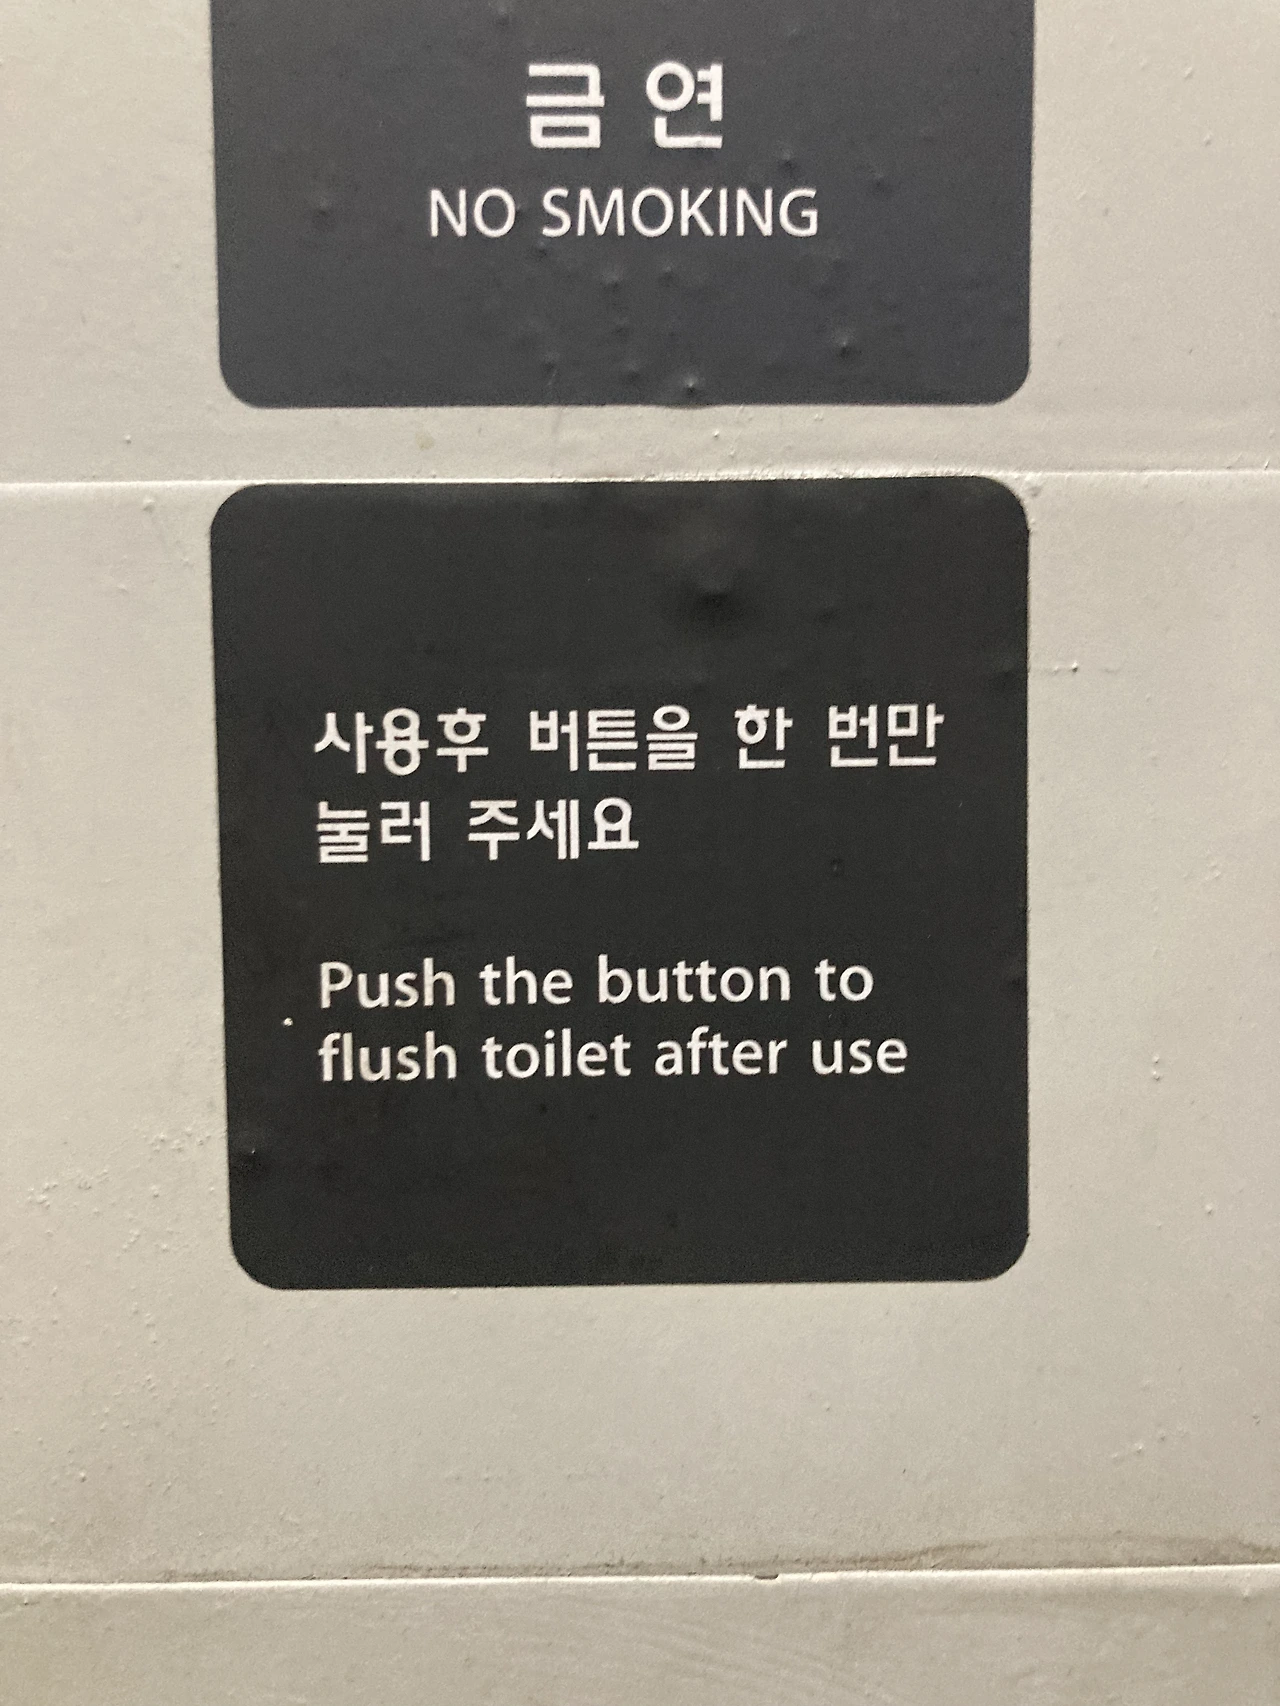 금 연
NO SMOKING
사용후 버튼을 한 번만
눌러 주세요
Push the button to
flush toilet after use